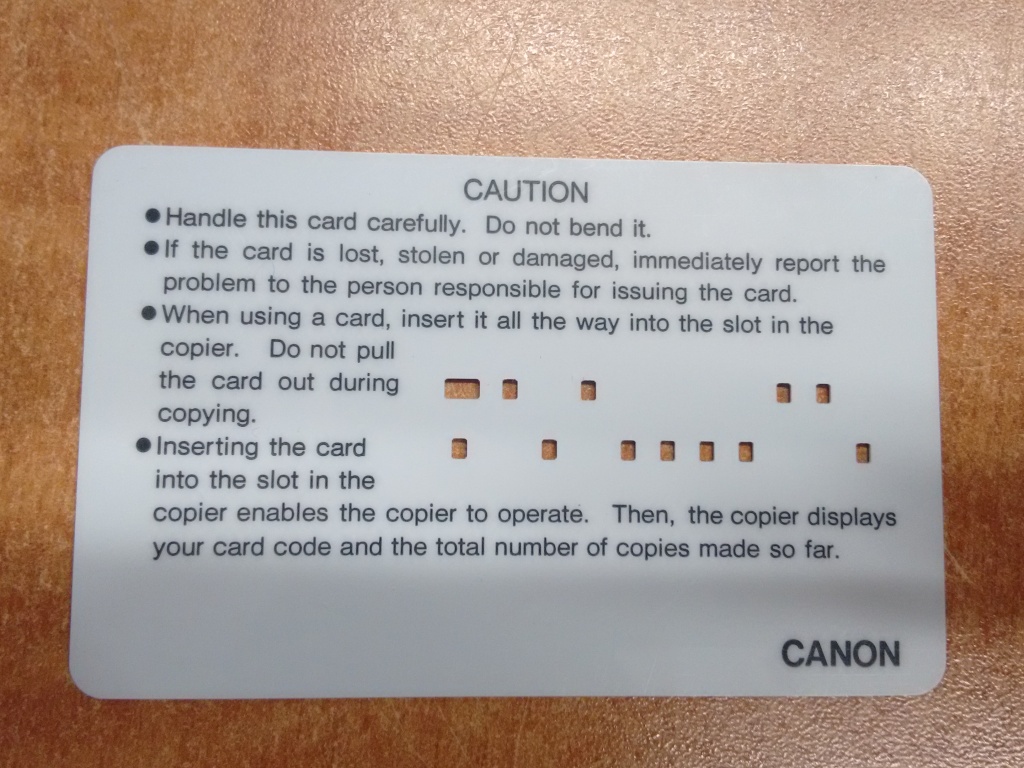 CAUTION
●Handle this card carefully. Do not bend it.
●If the card is lost, stolen or damaged, immediately report the
problem to the person responsible for issuing the card.
●When using a card, insert it all the way into the slot in the
copier. Do not pull
the card out during
copying.
●Inserting the card
into the slot in the
copier enables the copier to operate. Then, the copier displays
your card code and the total number of copies made so far.
CANON